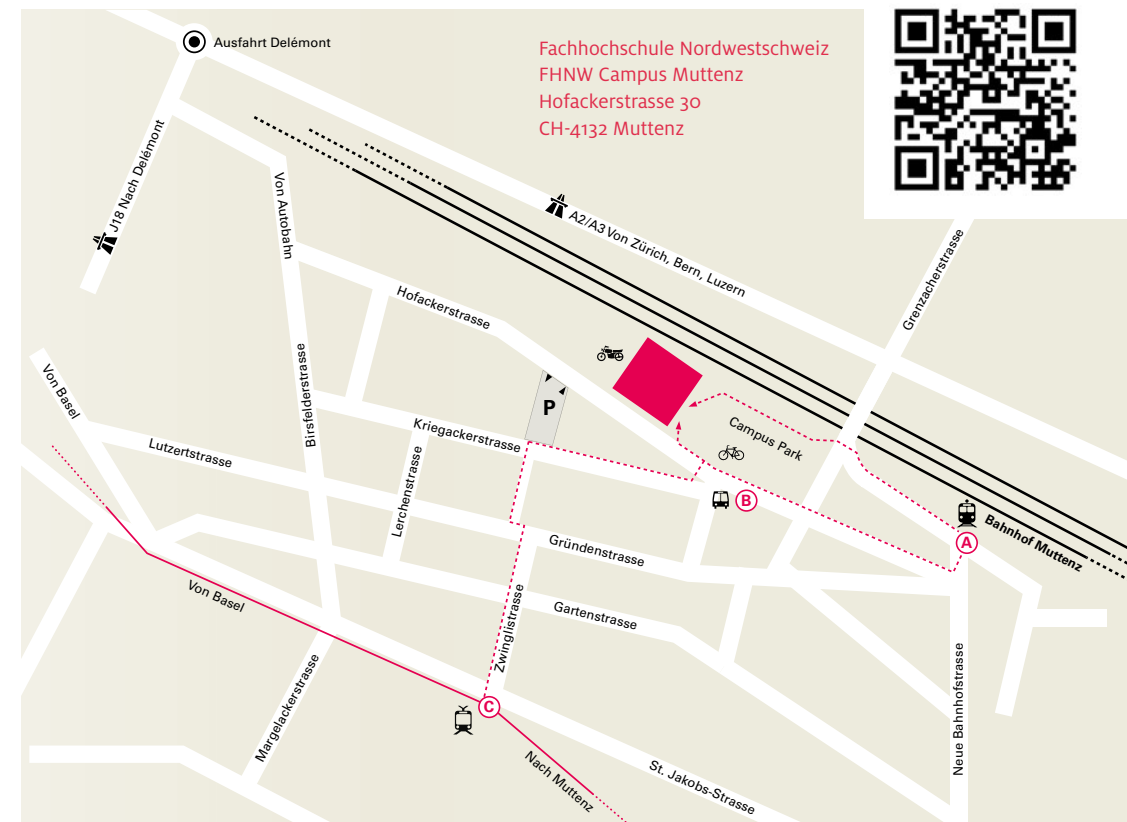 Ausfahrt Delémont
Fachhochschule Nordwestschweiz
FHNW Campus Muttenz
Hofackerstrasse 30
CH-4132 Muttenz
J18 Nach Delémont
Von Autobahn
A2/A3 Von Zürich, Bern, Luzern
Grenzacherstrasse
Hofackerstrasse
Von Basel
Birsfelderstrasse
P
Kriegackerstrasse
Campus Park
Lutzertstrasse
Lerchenstrasse
B
Bahnhof Muttenz
A
Gründenstrasse
Von Basel
Gartenstrasse
Zwinglistrasse
Margelackerstrasse
C
Neue Bahnhofstrasse
Nach Muttenz
St. Jakobs-Strasse